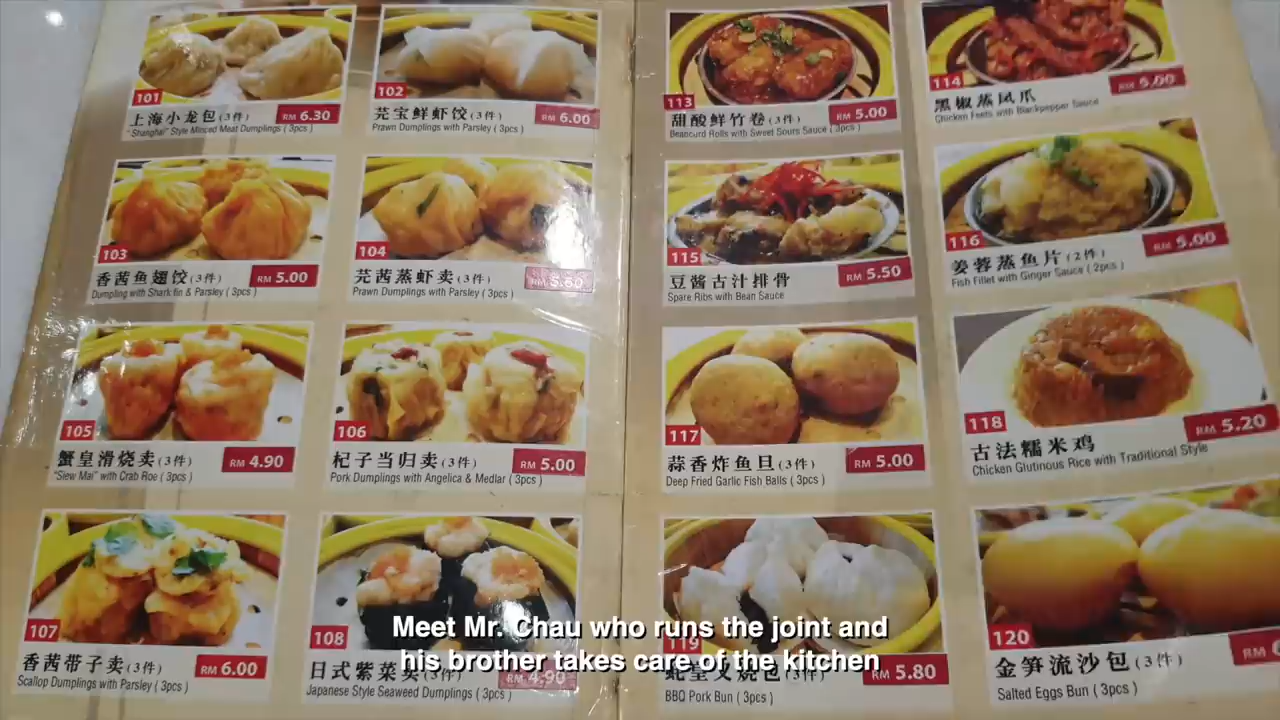 101
RM 6.30
上海小龙包(3件)
"Shanghai" Style Minced Meat Dumplings ( 3pcs )
102
RM 6.00
芫宝鲜虾饺(3件)
Prawn Dumplings with Parsley ( 3pcs )
113
RM 5.00
甜酸鲜竹卷(3件)
Beancurd Rolls with Sweet Sours Sauce ( 3pcs )
114
RM 5.00
黑椒蒸凤爪
Chicken Feets with Blackpepper Sauce
103
香茜鱼翅饺(3件)
RM 5.00
Dumpling with Shark fin & Parsley ( 3pcs )
104
芫茜蒸虾卖(3件)
RM 5.60
Prawn Dumplings with Parsley ( 3pcs )
115
豆酱古汁排骨
RM 5.50
Spare Ribs with Bean Sauce
116
姜蓉蒸鱼片(2件)
RM 5.00
Fish Fillet with Ginger Sauce ( 2pcs )
105
蟹皇滑烧卖(3件)
RM 4.90
"Siew Mai" with Crab Roe ( 3pcs )
106
杞子当归卖(3件)
RM 5.00
Pork Dumplings with Angelica & Medlar ( 3pcs )
117
蒜香炸鱼旦(3件)
RM 5.00
Deep Fried Garlic Fish Balls ( 3pcs )
118
古法糯米鸡
RM 5.20
Chicken Glutinous Rice with Traditional Style
107
香茜带子卖(3件)
RM 6.00
Scallop Dumplings with Parsley ( 3pcs )
108
日式紫菜卖(3件)
RM 4.90
Japanese Style Seaweed Dumplings ( 3pcs )
119
蚝皇叉烧包(3件)
RM 5.80
BBQ Pork Bun ( 3pcs )
120
金笋流沙包(3件)
RM
Salted Eggs Bun ( 3pcs )
Meet Mr. Chau who runs the joint and
his brother takes care of the kitchen